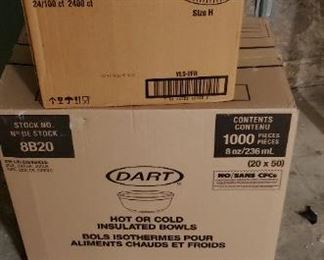 24/100 ct 2400 ct
Size H
STOCK NO.
Nº DE STOCK
8B20
CONTENTS
CONTENU
1000 PIECES
PIÈCES
8 oz/236 mL
(20 x 50)
NO/SANS CFCs
DART
HOT OR COLD
INSULATED BOWLS
BOLS ISOTHERMES POUR
ALIMENTS CHAUDS ET FROIDS